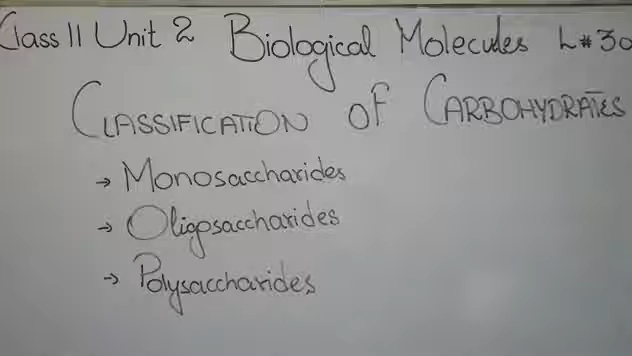 Class 11 Unit 2 Biological Molecules L#30
CLASSIFICATION OF CARBOHYDRATES
→ Monosaccharides
→ Oligosaccharides
→ Polysaccharides